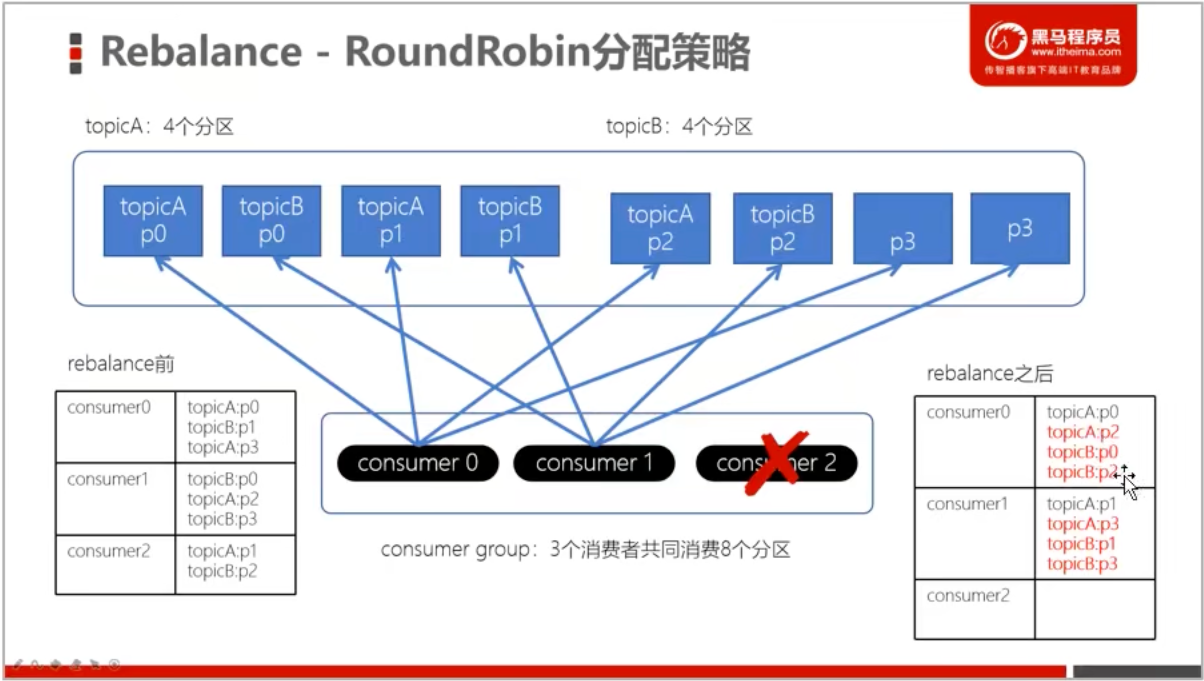 Rebalance - RoundRobin分配策略
黑马程序员
www.itheima.com
传智播客旗下高端IT教育品牌
topicA：4个分区
topicB：4个分区
topicA
p0
topicB
p0
topicA
p1
topicB
p1
topicA
p2
topicB
p2
p3
p3
rebalance前
consumer0
topicA:p0
topicB:p1
topicA:p3
consumer1
topicB:p0
topicA:p2
topicB:p3
consumer2
topicA:p1
topicB:p2
consumer 0
consumer 1
consumer 2
consumer group：3个消费者共同消费8个分区
rebalance之后
consumer0
topicA:p0
topicA:p2
topicB:p0
topicB:p2
consumer1
topicA:p1
topicA:p3
topicB:p1
topicB:p3
consumer2